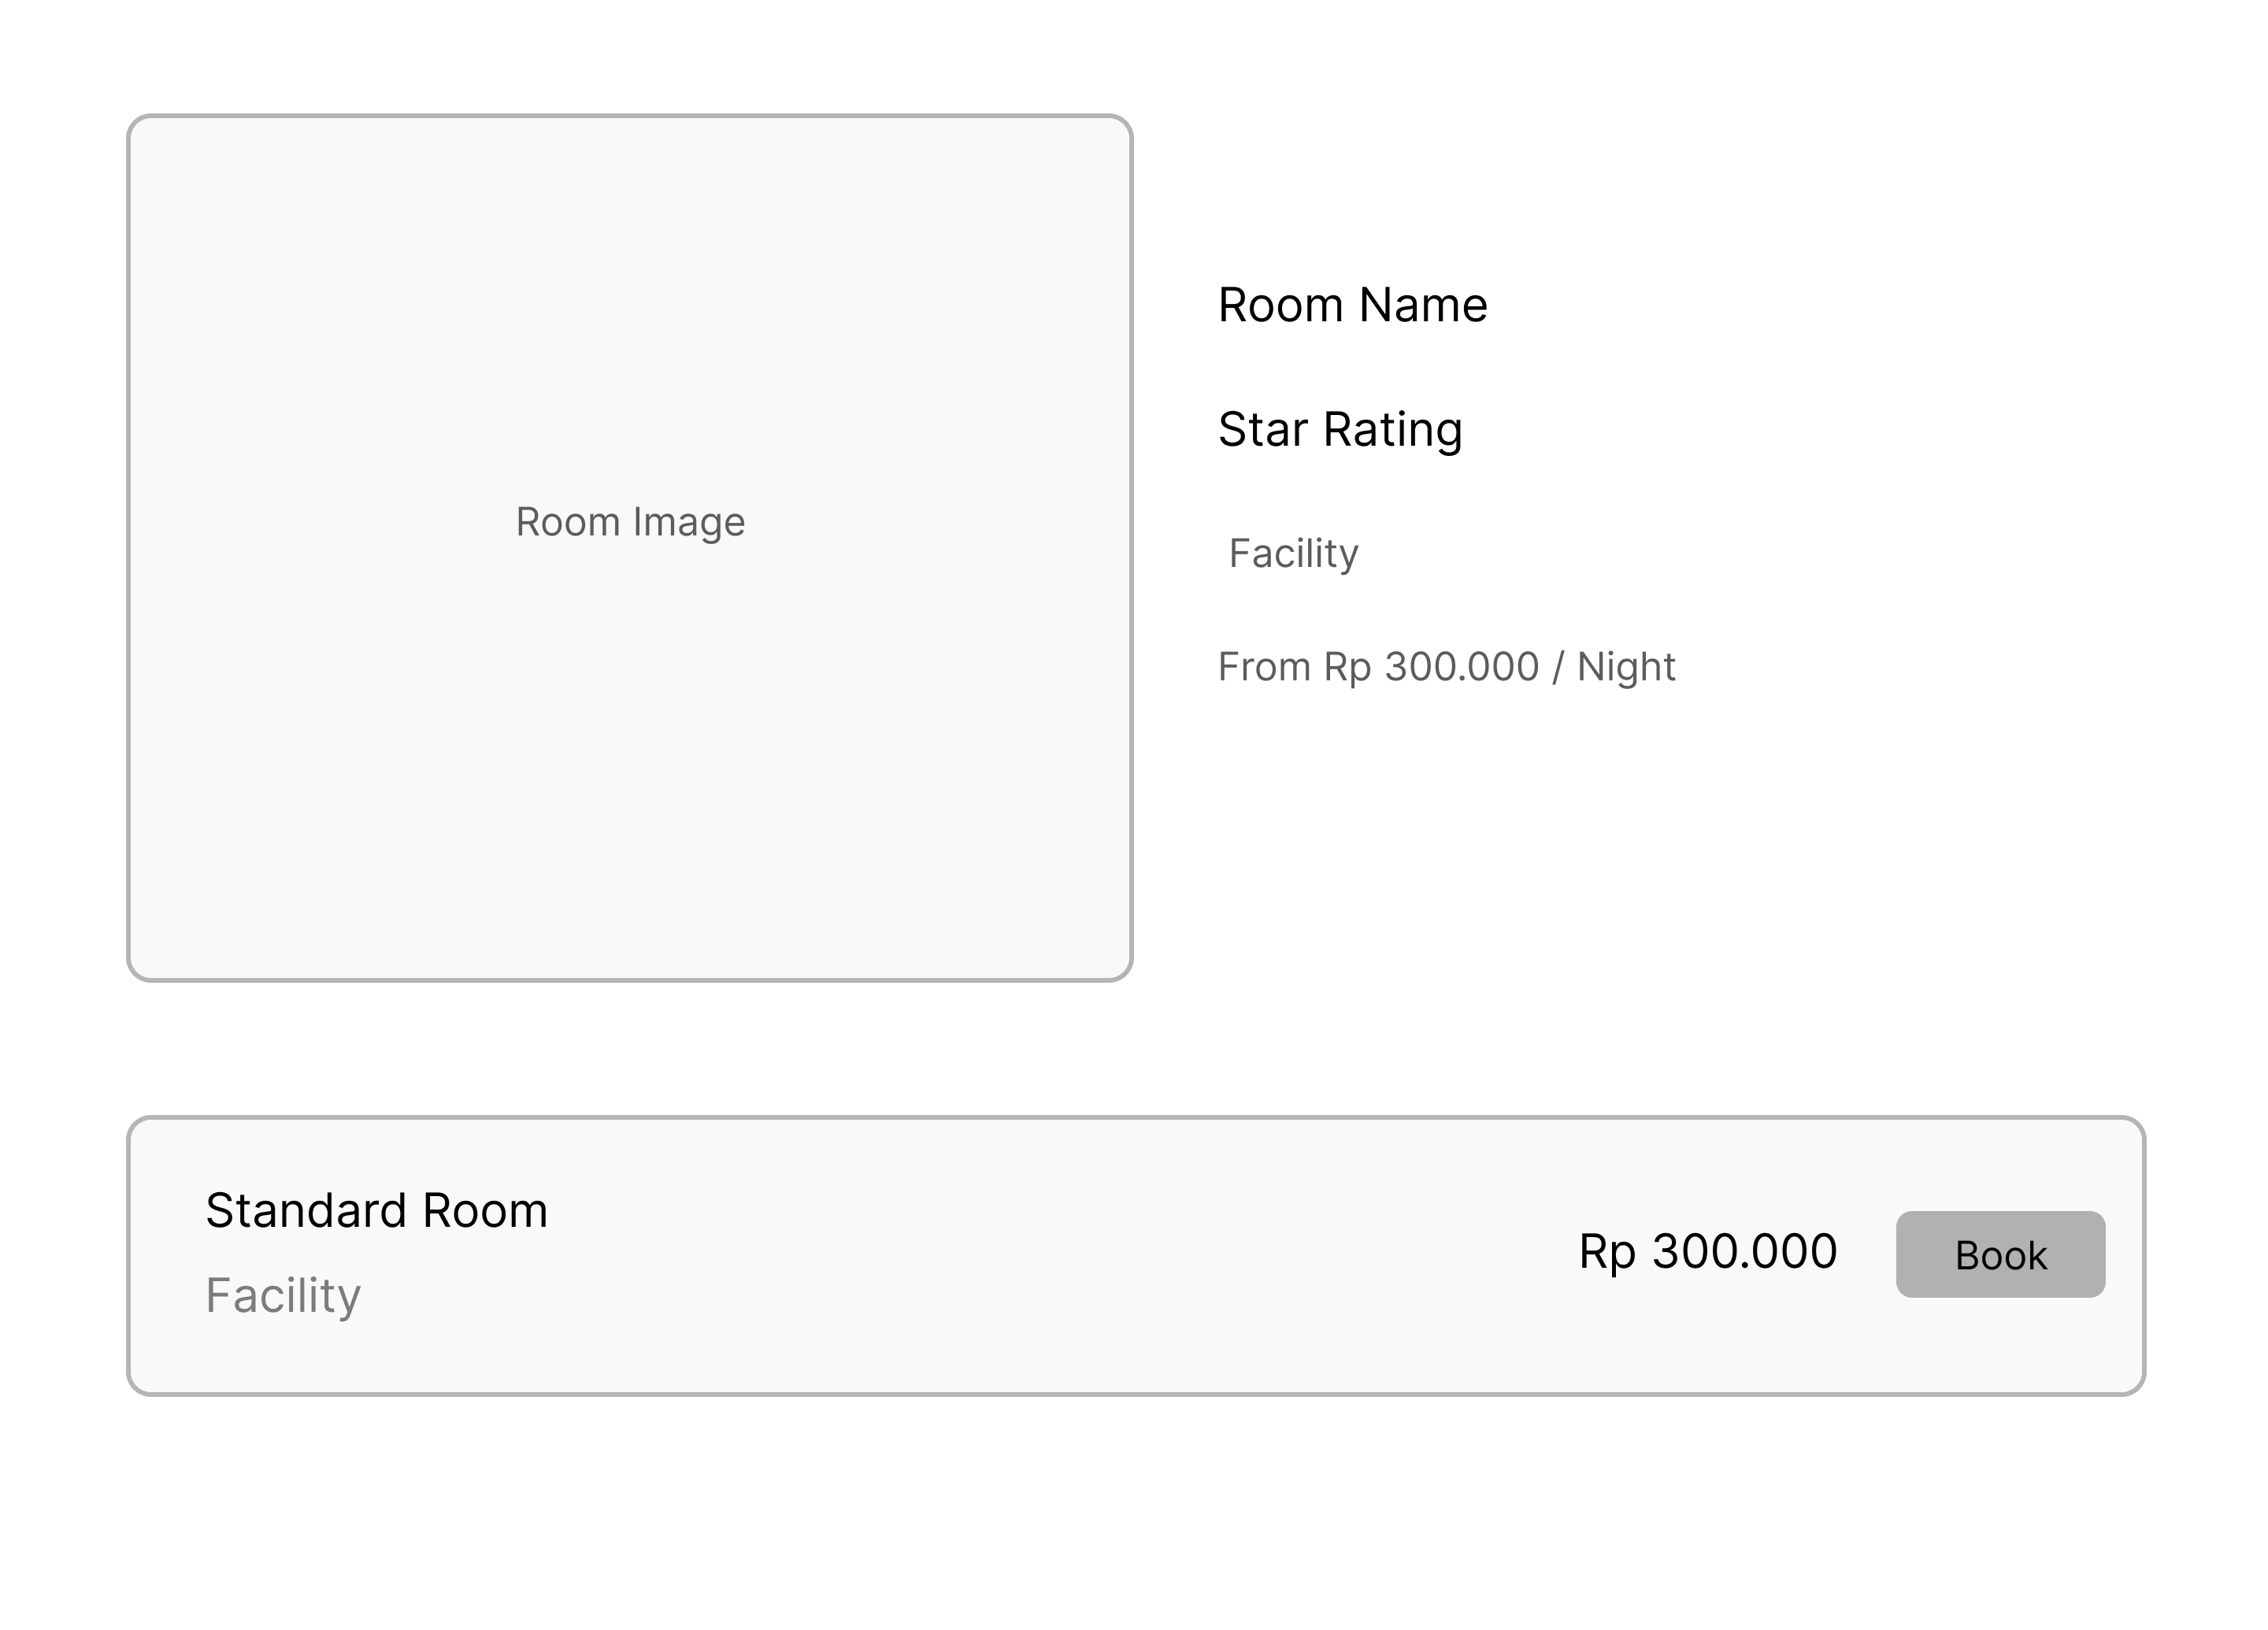 Room Image
Room Name
Star Rating
Facility
From Rp 300.000 / Night
Standard Room
Facility
Rp 300.000
Book